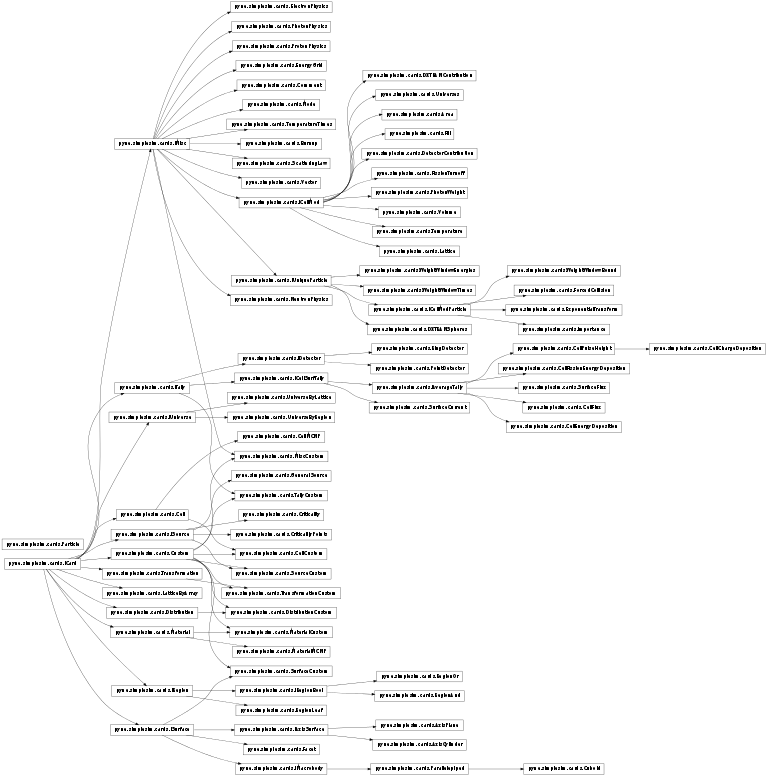 pyne.simplesim.cards.ElectronPhysics
pyne.simplesim.cards.PhotonPhysics
pyne.simplesim.cards.ProtonPhysics
pyne.simplesim.cards.EnergyGrid
pyne.simplesim.cards.Comment
pyne.simplesim.cards.Mode
pyne.simplesim.cards.TemperatureTimes
pyne.simplesim.cards.Burnup
pyne.simplesim.cards.ScatteringLaw
pyne.simplesim.cards.Vector
pyne.simplesim.cards.IMisc
pyne.simplesim.cards.ICellMod
pyne.simplesim.cards.DXTRANContribution
pyne.simplesim.cards.Universes
pyne.simplesim.cards.Area
pyne.simplesim.cards.Fill
pyne.simplesim.cards.DetectorContribution
pyne.simplesim.cards.FissionTurnoff
pyne.simplesim.cards.PhotonWeight
pyne.simplesim.cards.Volume
pyne.simplesim.cards.Temperature
pyne.simplesim.cards.Lattice
pyne.simplesim.cards.IUniqueParticle
pyne.simplesim.cards.NeutronPhysics
pyne.simplesim.cards.WeightWindowEnergies
pyne.simplesim.cards.WeightWindowTimes
pyne.simplesim.cards.ICellModParticle
pyne.simplesim.cards.DXTRANSpheres
pyne.simplesim.cards.WeightWindowBound
pyne.simplesim.cards.ForcedCollision
pyne.simplesim.cards.ExponentialTransform
pyne.simplesim.cards.Importance
pyne.simplesim.cards.ITally
pyne.simplesim.cards.IDetector
pyne.simplesim.cards.RingDetector
pyne.simplesim.cards.PointDetector
pyne.simplesim.cards.ICellSurfTally
pyne.simplesim.cards.IAverageTally
pyne.simplesim.cards.SurfaceCurrent
pyne.simplesim.cards.CellPulseHeight
pyne.simplesim.cards.CellChargeDeposition
pyne.simplesim.cards.CellFissionEnergyDeposition
pyne.simplesim.cards.SurfaceFlux
pyne.simplesim.cards.CellFlux
pyne.simplesim.cards.CellEnergyDeposition
pyne.simplesim.cards.IUniverse
pyne.simplesim.cards.UniverseByLattice
pyne.simplesim.cards.UniverseByRegion
pyne.simplesim.cards.CellMCNP
pyne.simplesim.cards.MiscCustom
pyne.simplesim.cards.GeneralSource
pyne.simplesim.cards.TallyCustom
pyne.simplesim.cards.Cell
pyne.simplesim.cards.Criticality
pyne.simplesim.cards.ISource
pyne.simplesim.cards.CriticalityPoints
pyne.simplesim.cards.Particle
pyne.simplesim.cards.Custom
pyne.simplesim.cards.CellCustom
pyne.simplesim.cards.ICard
pyne.simplesim.cards.Transformation
pyne.simplesim.cards.SourceCustom
pyne.simplesim.cards.LatticeByArray
pyne.simplesim.cards.TransformationCustom
pyne.simplesim.cards.Distribution
pyne.simplesim.cards.DistributionCustom
pyne.simplesim.cards.Material
pyne.simplesim.cards.MaterialCustom
pyne.simplesim.cards.MaterialMCNP
pyne.simplesim.cards.SurfaceCustom
pyne.simplesim.cards.IRegion
pyne.simplesim.cards.IRegionBool
pyne.simplesim.cards.RegionOr
pyne.simplesim.cards.RegionAnd
pyne.simplesim.cards.RegionLeaf
pyne.simplesim.cards.ISurface
pyne.simplesim.cards.IAxisSurface
pyne.simplesim.cards.AxisPlane
pyne.simplesim.cards.AxisCylinder
pyne.simplesim.cards.Facet
pyne.simplesim.cards.IMacrobody
pyne.simplesim.cards.Parallelepiped
pyne.simplesim.cards.Cuboid